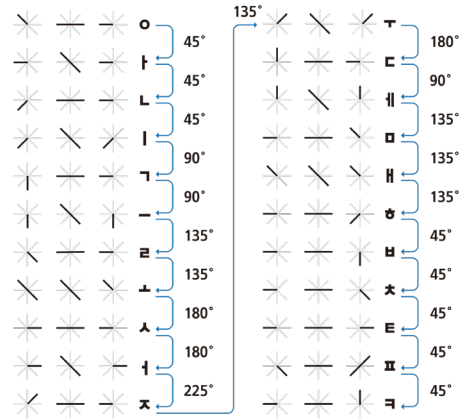 ㅇ
45°
ㅏ
45°
ㄴ
45°
ㅣ
90°
ㄱ
90°
ㅡ
135°
ㄹ
135°
ㅗ
180°
ㅅ
180°
ㅓ
225°
ㅈ
135°
ㅜ
180°
ㄷ
90°
ㅔ
135°
ㅁ
135°
ㅐ
135°
ㅎ
45°
ㅂ
45°
ㅊ
45°
ㅌ
45°
ㅍ
45°
ㅋ